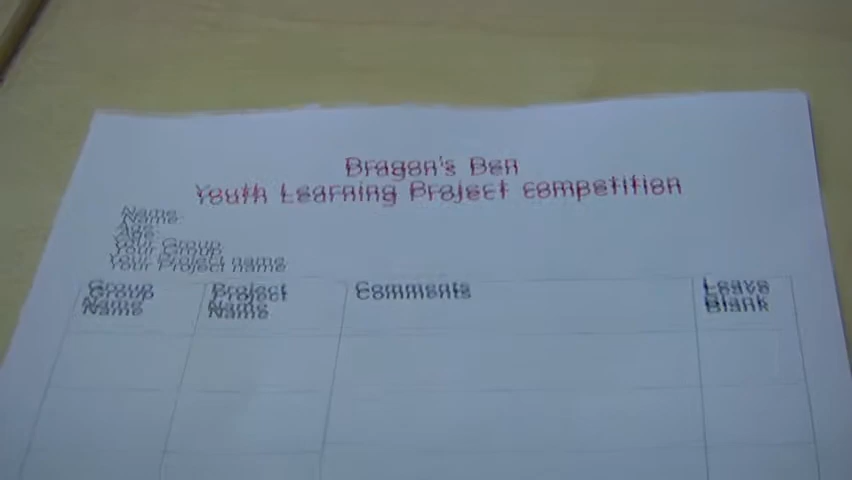 Dragon's Den
Youth Learning Project competition
Name:
Age:
Your Group
Your Project name
Group Name
Project Name
Comments
Leave Blank